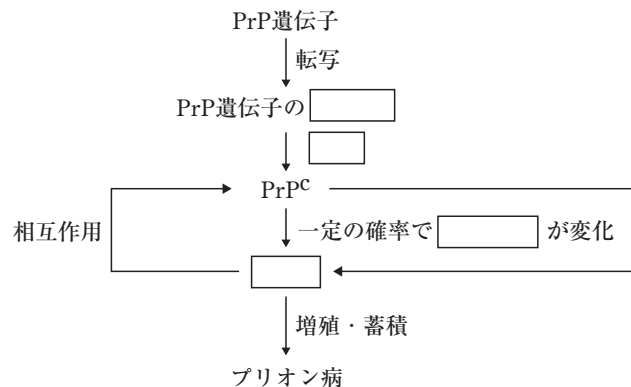 PrP遺伝子
転写
PrP遺伝子の
PrPᶜ
一定の確率で が変化
相互作用
増殖・蓄積
プリオン病